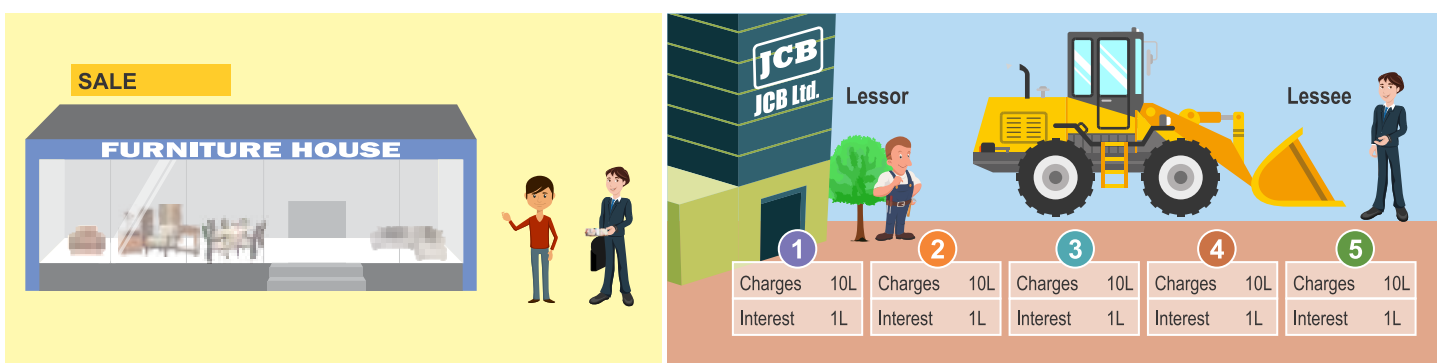 SALE
FURNITURE HOUSE
JCB
JCB Ltd.
Lessor
Lessee
1
2
3
4
5
Charges 10L
Charges 10L
Charges 10L
Charges 10L
Charges 10L
Interest 1L
Interest 1L
Interest 1L
Interest 1L
Interest 1L